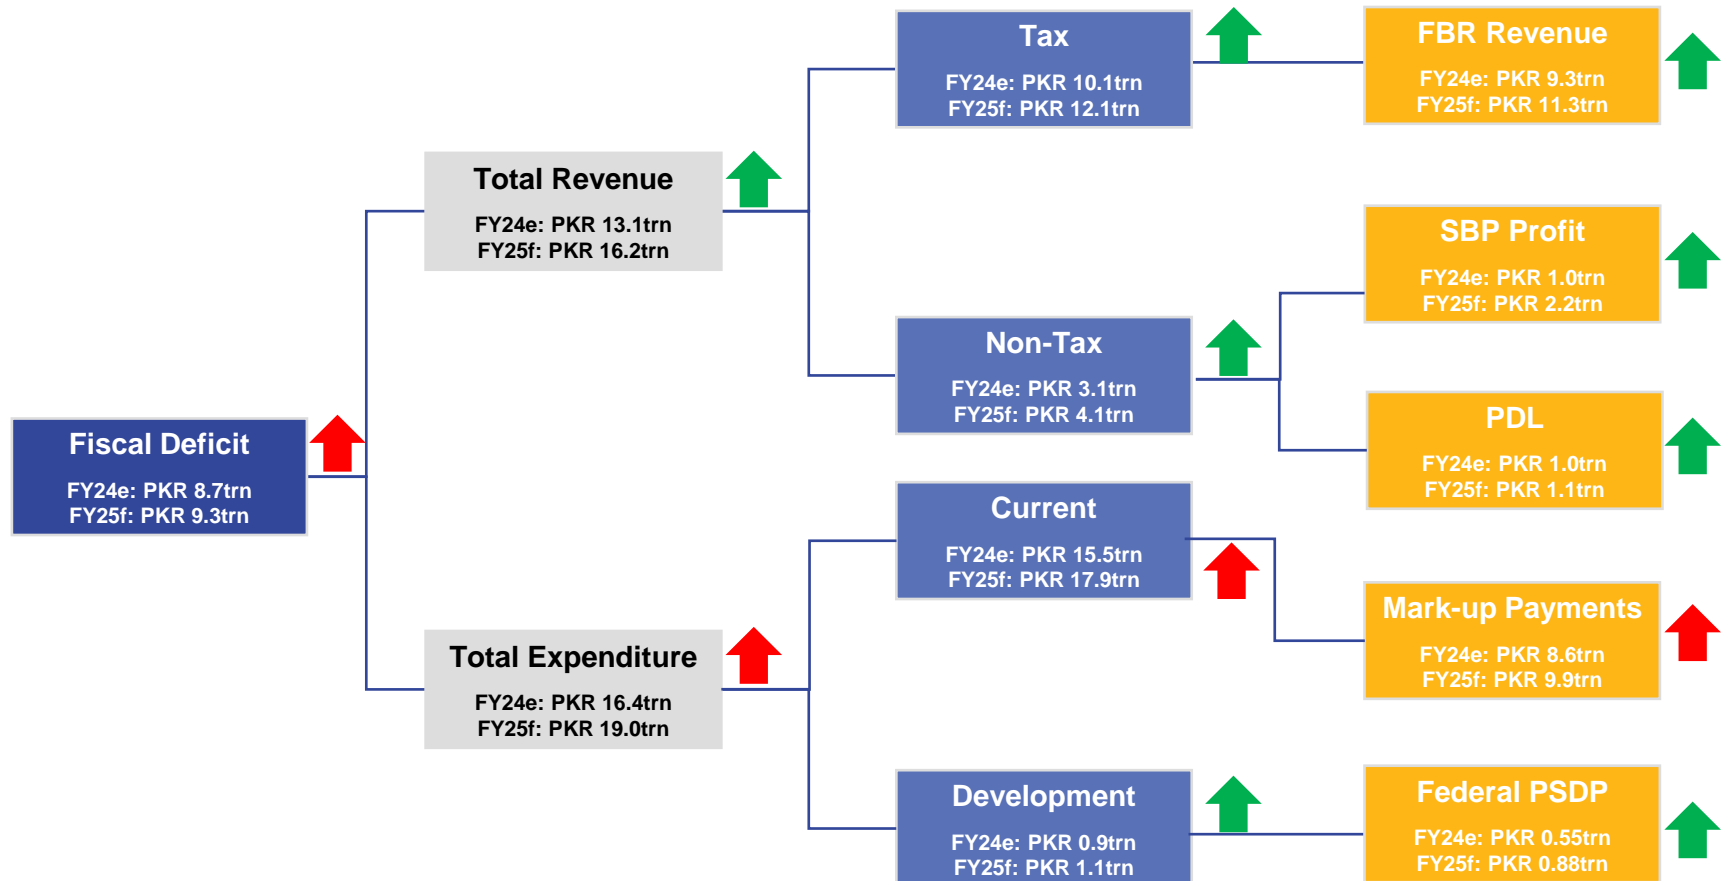 Tax
FY24e: PKR 10.1trn
FY25f: PKR 12.1trn
FBR Revenue
FY24e: PKR 9.3trn
FY25f: PKR 11.3trn
Total Revenue
FY24e: PKR 13.1trn
FY25f: PKR 16.2trn
SBP Profit
FY24e: PKR 1.0trn
FY25f: PKR 2.2trn
Non-Tax
FY24e: PKR 3.1trn
FY25f: PKR 4.1trn
PDL
FY24e: PKR 1.0trn
FY25f: PKR 1.1trn
Fiscal Deficit
FY24e: PKR 8.7trn
FY25f: PKR 9.3trn
Current
FY24e: PKR 15.5trn
FY25f: PKR 17.9trn
Mark-up Payments
FY24e: PKR 8.6trn
FY25f: PKR 9.9trn
Total Expenditure
FY24e: PKR 16.4trn
FY25f: PKR 19.0trn
Development
FY24e: PKR 0.9trn
FY25f: PKR 1.1trn
Federal PSDP
FY24e: PKR 0.55trn
FY25f: PKR 0.88trn